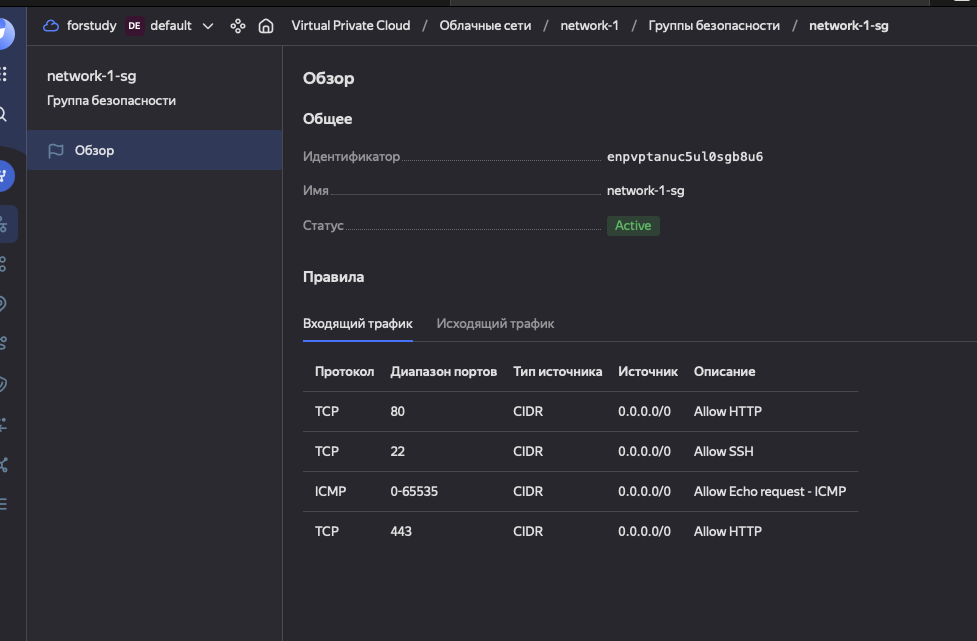 forstudy DE default Virtual Private Cloud / Облачные сети / network-1 / Группы безопасности / network-1-sg
network-1-sg
Группа безопасности
Обзор
Обзор
Общее
Идентификатор enpvptanuc5ul0sgb8u6
Имя network-1-sg
Статус Active
Правила
Входящий трафик Исходящий трафик
Протокол Диапазон портов Тип источника Источник Описание
TCP 80 CIDR 0.0.0.0/0 Allow HTTP
TCP 22 CIDR 0.0.0.0/0 Allow SSH
ICMP 0-65535 CIDR 0.0.0.0/0 Allow Echo request - ICMP
TCP 443 CIDR 0.0.0.0/0 Allow HTTP